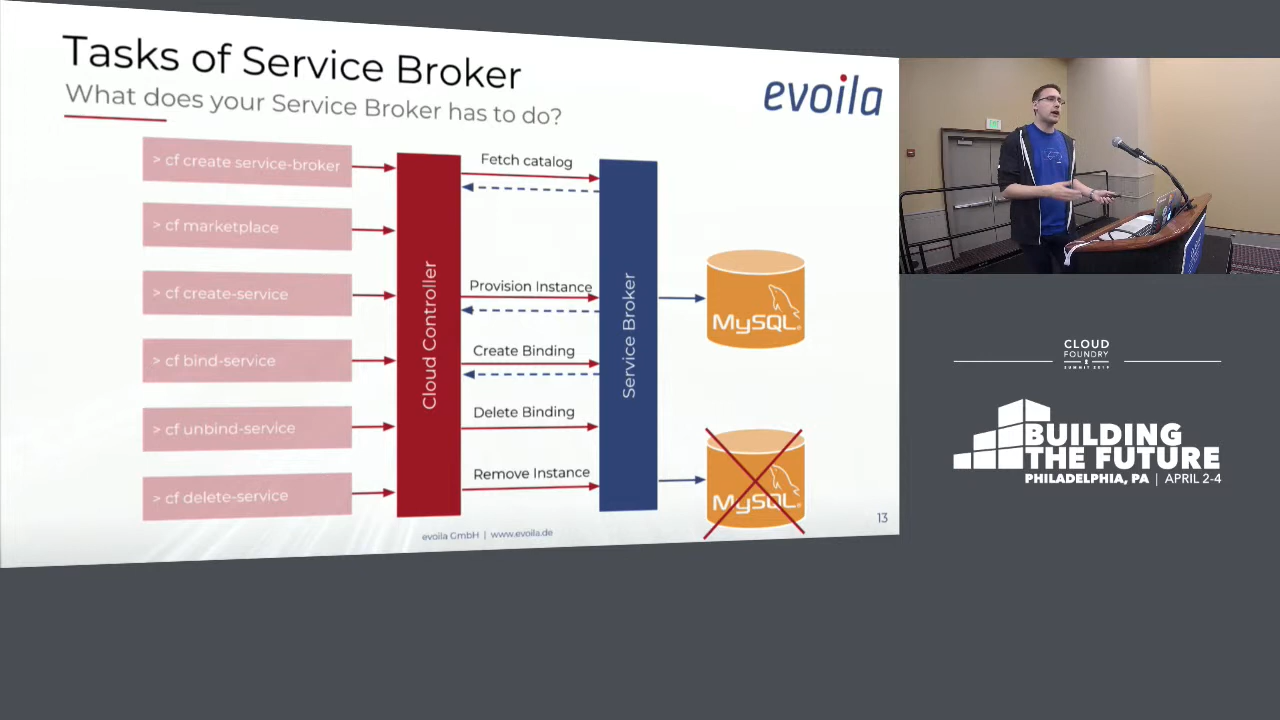 Tasks of Service Broker
What does your Service Broker has to do?
evoila
> cf create service-broker
> cf marketplace
> cf create-service
> cf bind-service
> cf unbind-service
> cf delete-service
Cloud Controller
Fetch catalog
Provision Instance
Create Binding
Delete Binding
Remove Instance
Service Broker
MySQL
MySQL
evoila GmbH | www.evoila.de
13
EXIT
CLOUD
FOUNDRY
SUMMIT 2019
BUILDING
THE FUTURE
PHILADELPHIA, PA | APRIL 2-4